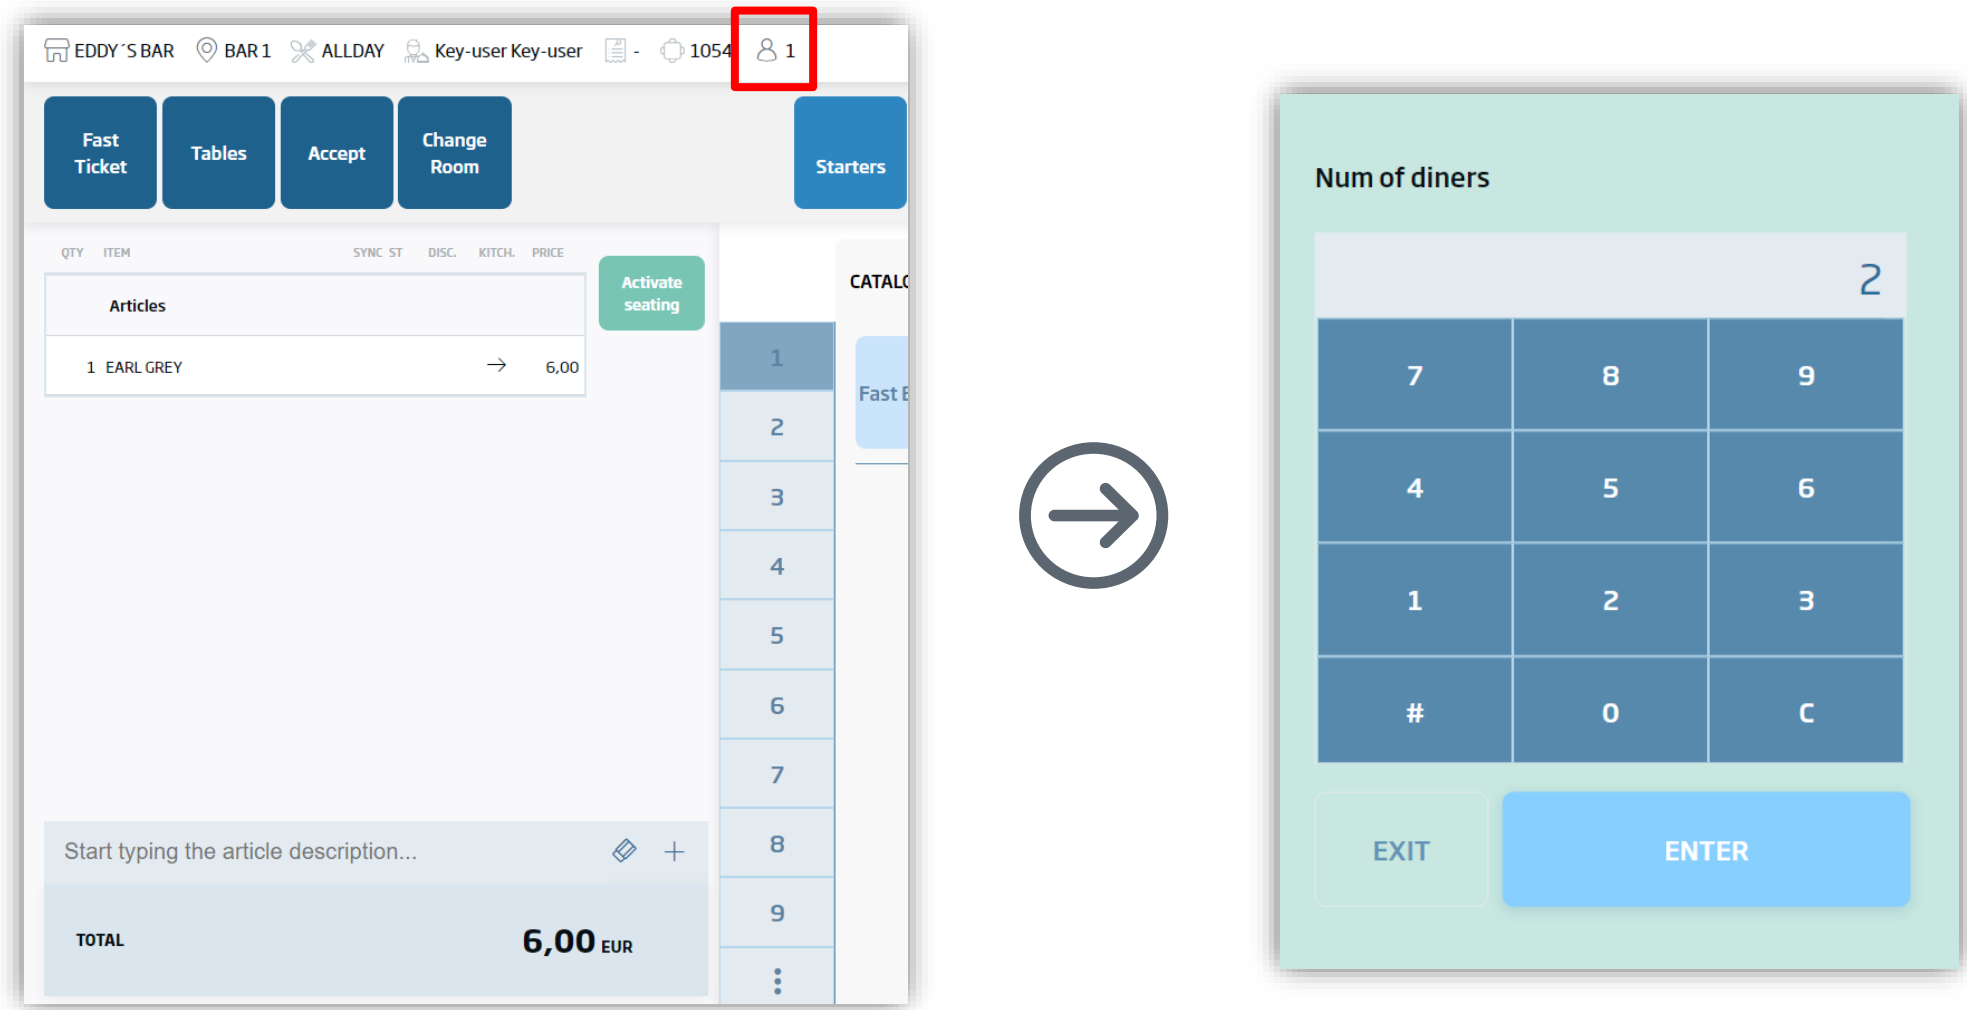 EDDY´S BAR BAR 1 ALLDAY Key-user Key-user - 1054 1
Fast Ticket
Tables
Accept
Change Room
Starters
QTY ITEM SYNC ST DISC. KITCH. PRICE
Articles
Activate
seating
1 EARL GREY → 6,00
CATALO
Fast
1
2
3
4
5
6
7
8
9
Start typing the article description... +
TOTAL 6,00 EUR
Num of diners
2
7 8 9
4 5 6
1 2 3
# 0 C
EXIT ENTER